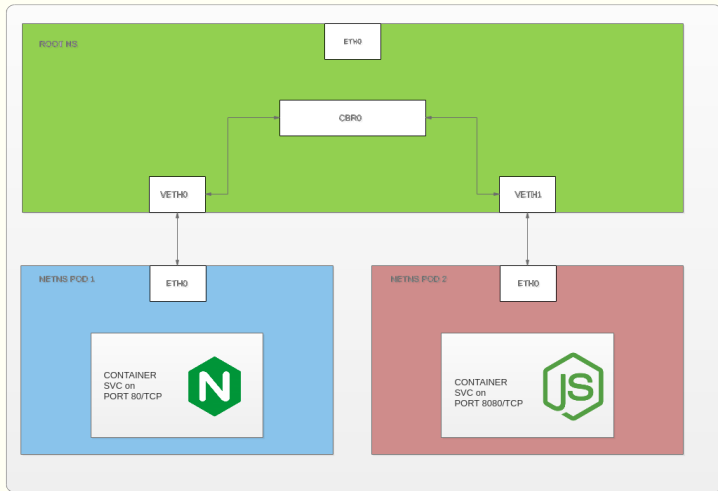 ROOT NS
ETH0
CBR0
VETH0
VETH1
NETNS POD 1
ETH0
NETNS POD 2
ETH0
CONTAINER
SVC on
PORT 80/TCP
N
CONTAINER
SVC on
PORT 8080/TCP
JS